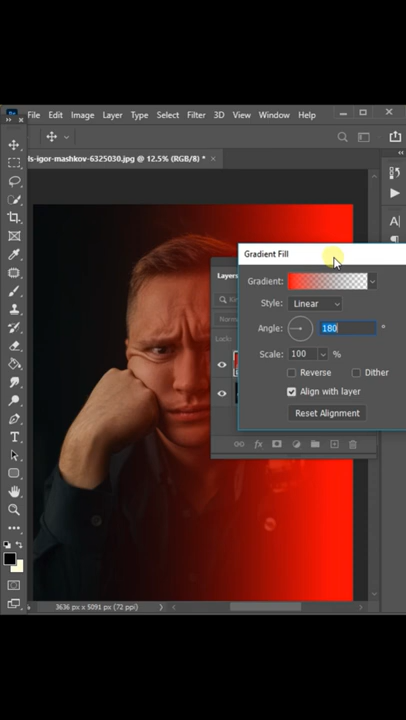 File Edit Image Layer Type Select Filter 3D View Window Help
ls-igor-mashkov-6325030.jpg @ 12.5% (RGB/8) *
Gradient Fill
Layers
Gradient:
Style: Linear
Angle: 180 °
Scale: 100 %
Reverse Dither
Align with layer
Reset Alignment
Lock:
3636 px x 5091 px (72 ppi)